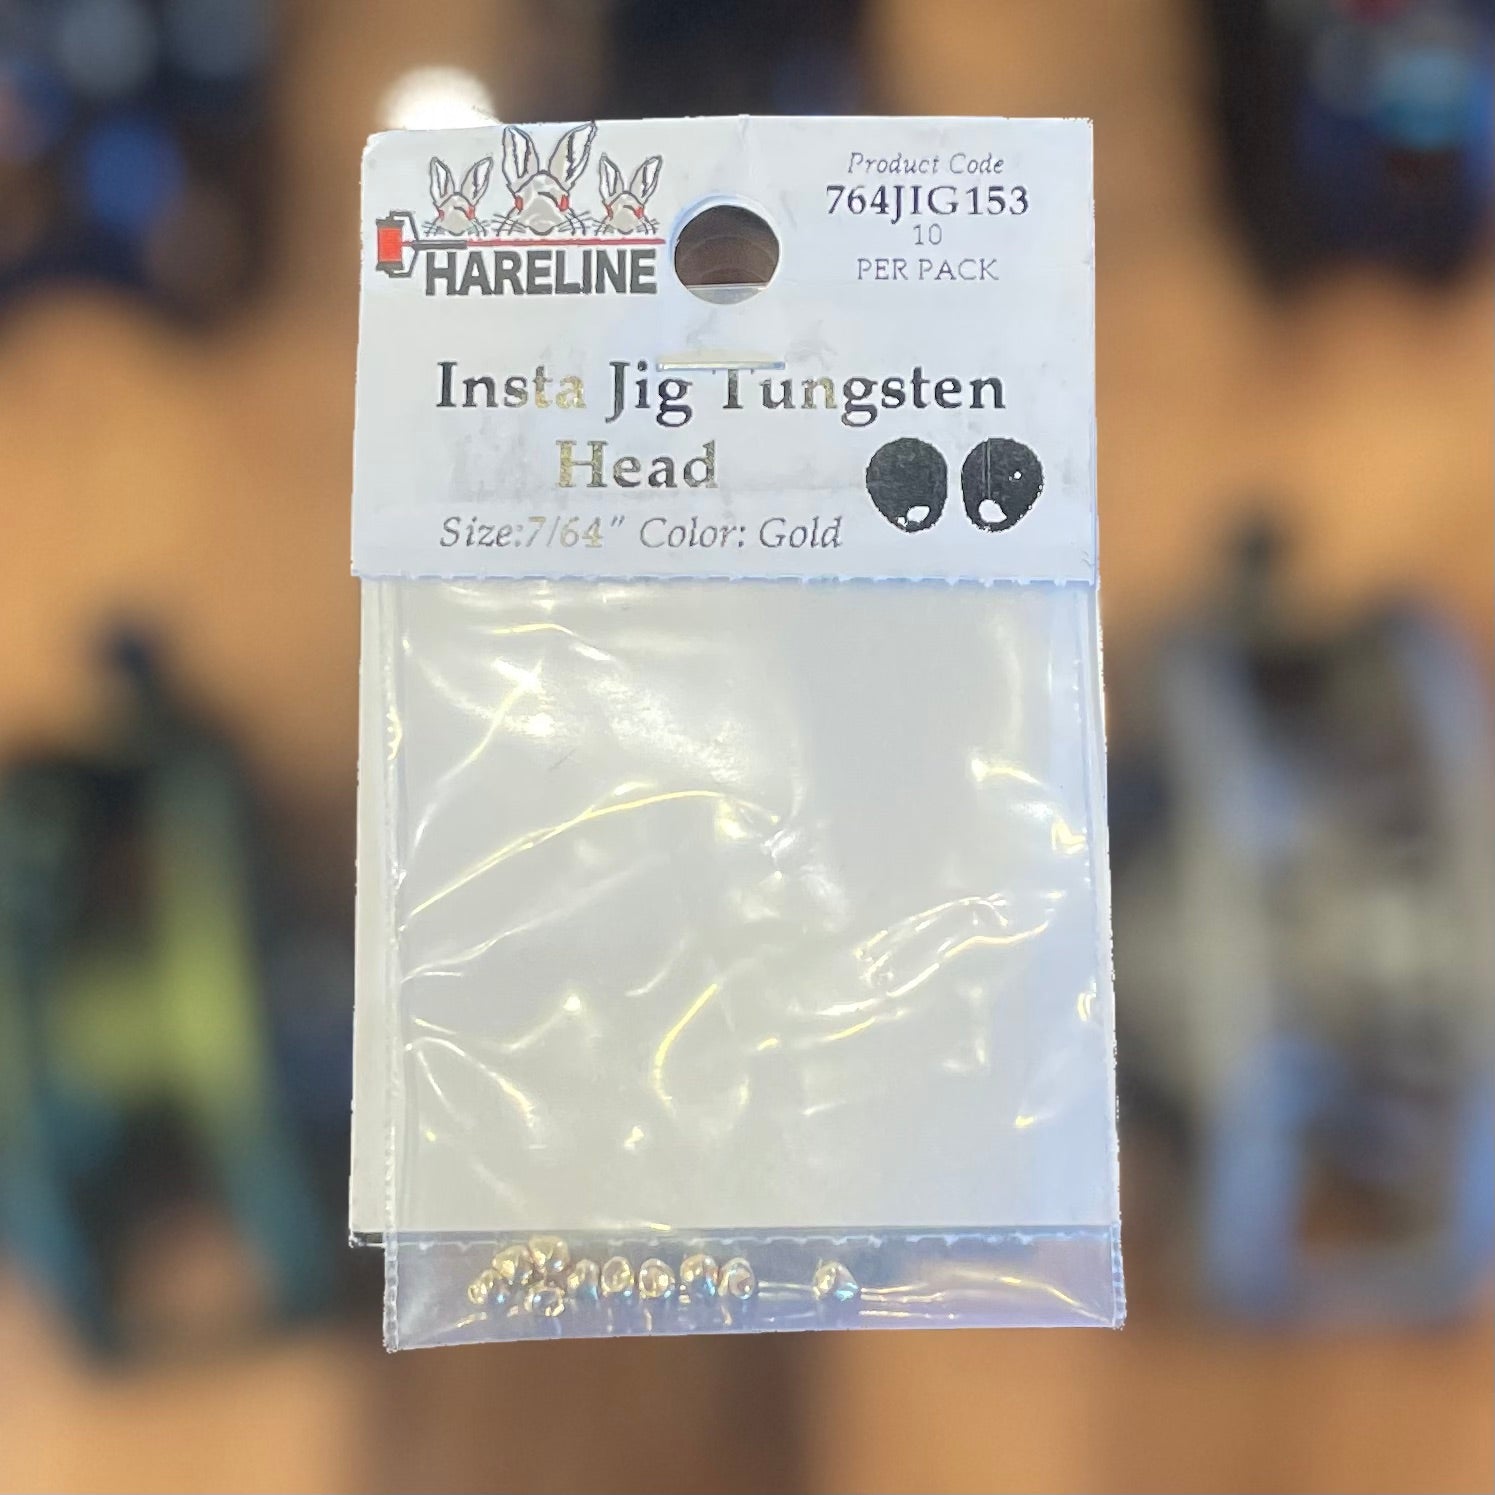 HARELINE
Product Code
764JIG153
10
PER PACK
Insta Jig Tungsten
Head
Size:7/64" Color: Gold